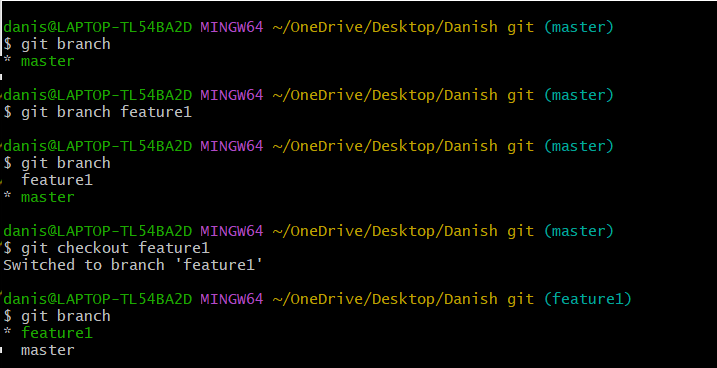 danis@LAPTOP-TL54BA2D MINGW64 ~/OneDrive/Desktop/Danish git (master)
$ git branch
* master
danis@LAPTOP-TL54BA2D MINGW64 ~/OneDrive/Desktop/Danish git (master)
$ git branch feature1
danis@LAPTOP-TL54BA2D MINGW64 ~/OneDrive/Desktop/Danish git (master)
$ git branch
  feature1
* master
danis@LAPTOP-TL54BA2D MINGW64 ~/OneDrive/Desktop/Danish git (master)
$ git checkout feature1
Switched to branch 'feature1'
danis@LAPTOP-TL54BA2D MINGW64 ~/OneDrive/Desktop/Danish git (feature1)
$ git branch
* feature1
  master